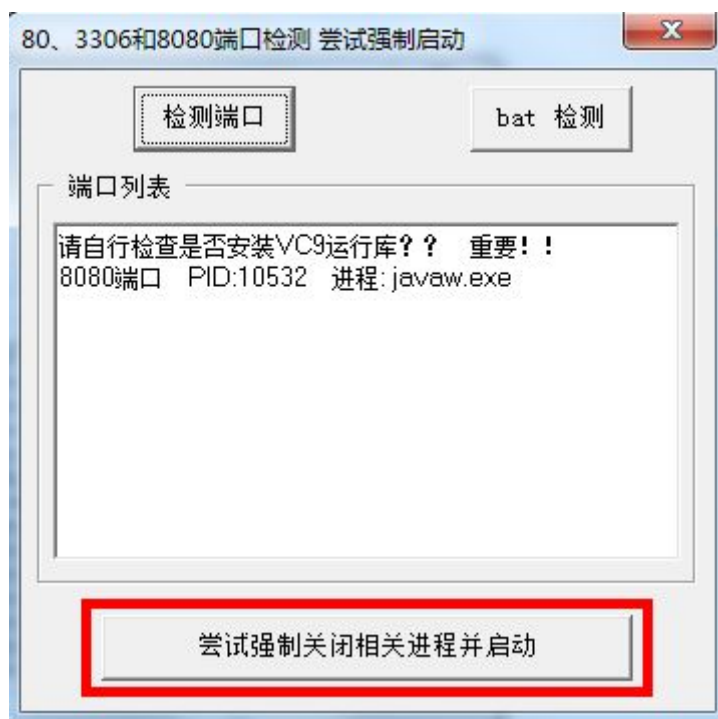 80、3306和8080端口检测 尝试强制启动
检测端口
bat 检测
端口列表
请自行检查是否安装VC9运行库？？ 重要！！
8080端口 PID:10532 进程: javaw.exe
尝试强制关闭相关进程并启动